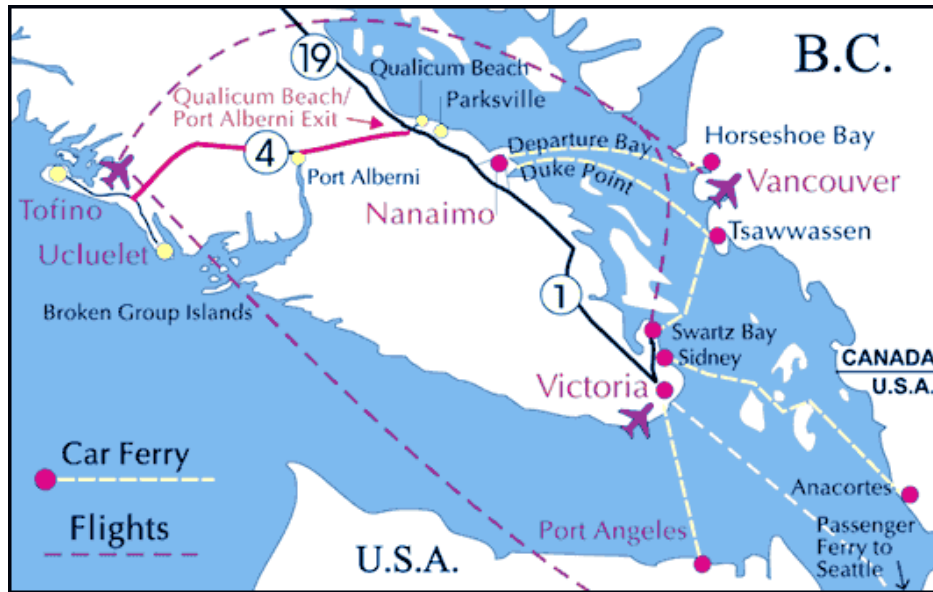 B.C.
19
Qualicum Beach
Parksville
Qualicum Beach/
Port Alberni Exit
4
Port Alberni
Departure Bay
Duke Point
Horseshoe Bay
Vancouver
Tsawwassen
Nanaimo
Tofino
Ucluelet
Broken Group Islands
1
Swartz Bay
Sidney
Victoria
CANADA
U.S.A.
Car Ferry
Flights
Port Angeles
U.S.A.
Anacortes
Passenger
Ferry to
Seattle